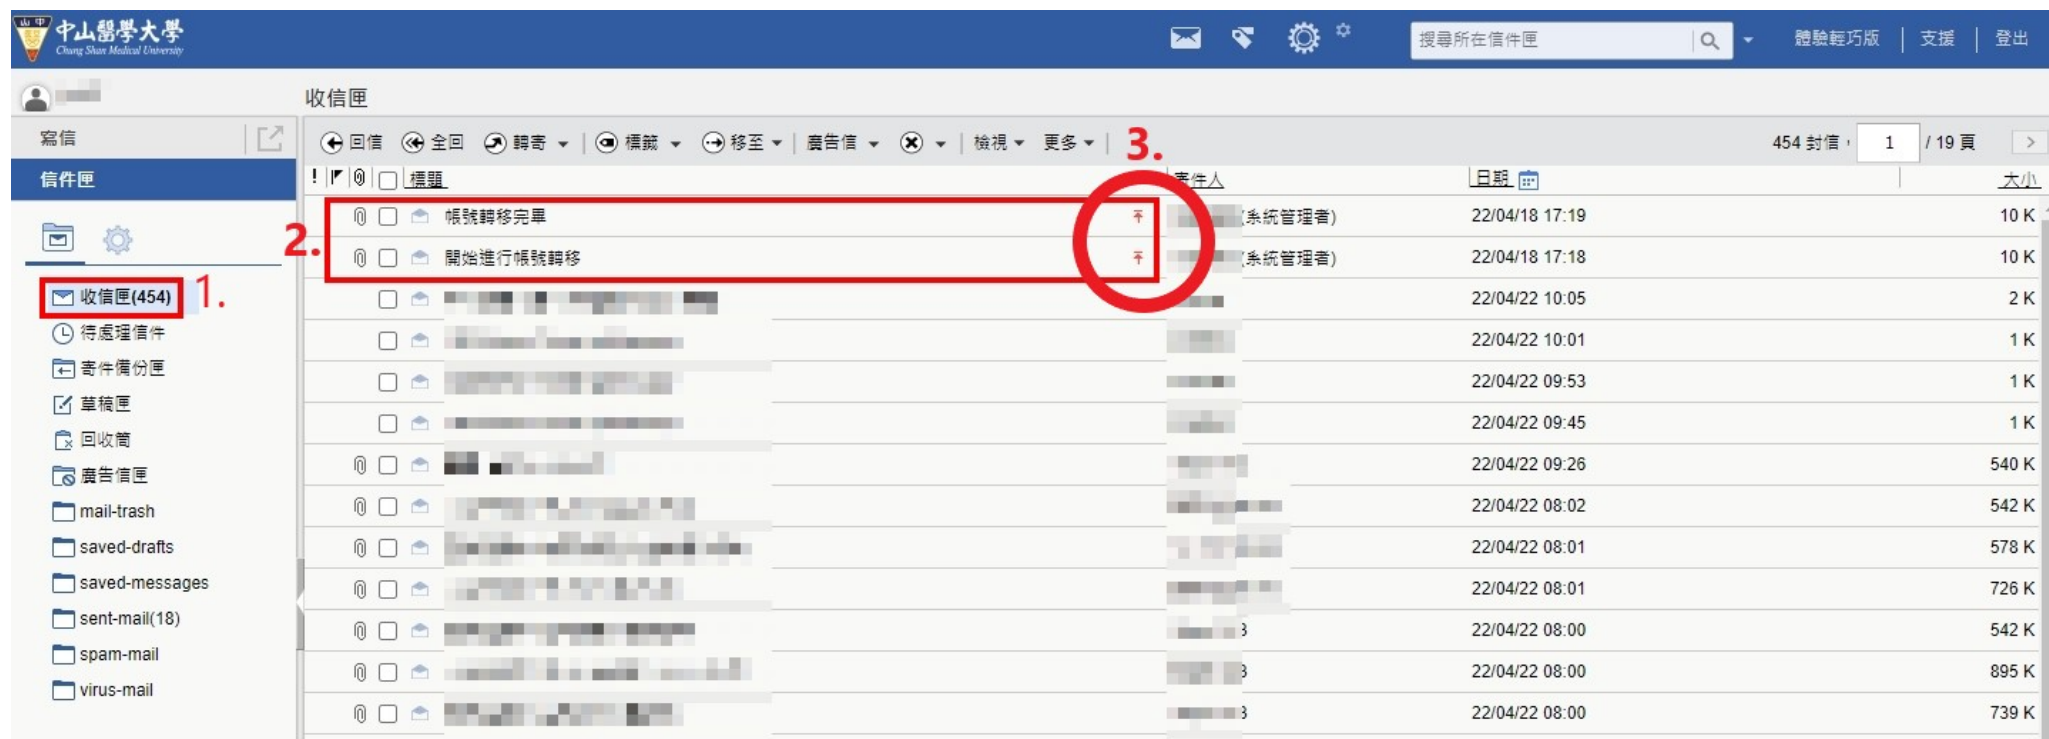 中山醫學大學
Chung Shan Medical University
搜尋所在信件匣
體驗輕巧版 | 支援 | 登出
收信匣
寫信
回信 全回 轉寄 標籤 移至 廣告信 檢視 更多
3.
454 封信, 1 / 19 頁
信件匣
! 標題 寄件人 日期 大小
2.
帳號轉移完畢 (系統管理者) 22/04/18 17:19 10 K
開始進行帳號轉移 (系統管理者) 22/04/18 17:18 10 K
22/04/22 10:05 2 K
22/04/22 10:01 1 K
22/04/22 09:53 1 K
22/04/22 09:45 1 K
22/04/22 09:26 540 K
22/04/22 08:02 542 K
22/04/22 08:01 578 K
22/04/22 08:01 726 K
22/04/22 08:00 542 K
22/04/22 08:00 895 K
22/04/22 08:00 739 K
收信匣(454) 1.
待處理信件
寄件備份匣
草稿匣
回收筒
廣告信匣
mail-trash
saved-drafts
saved-messages
sent-mail(18)
spam-mail
virus-mail